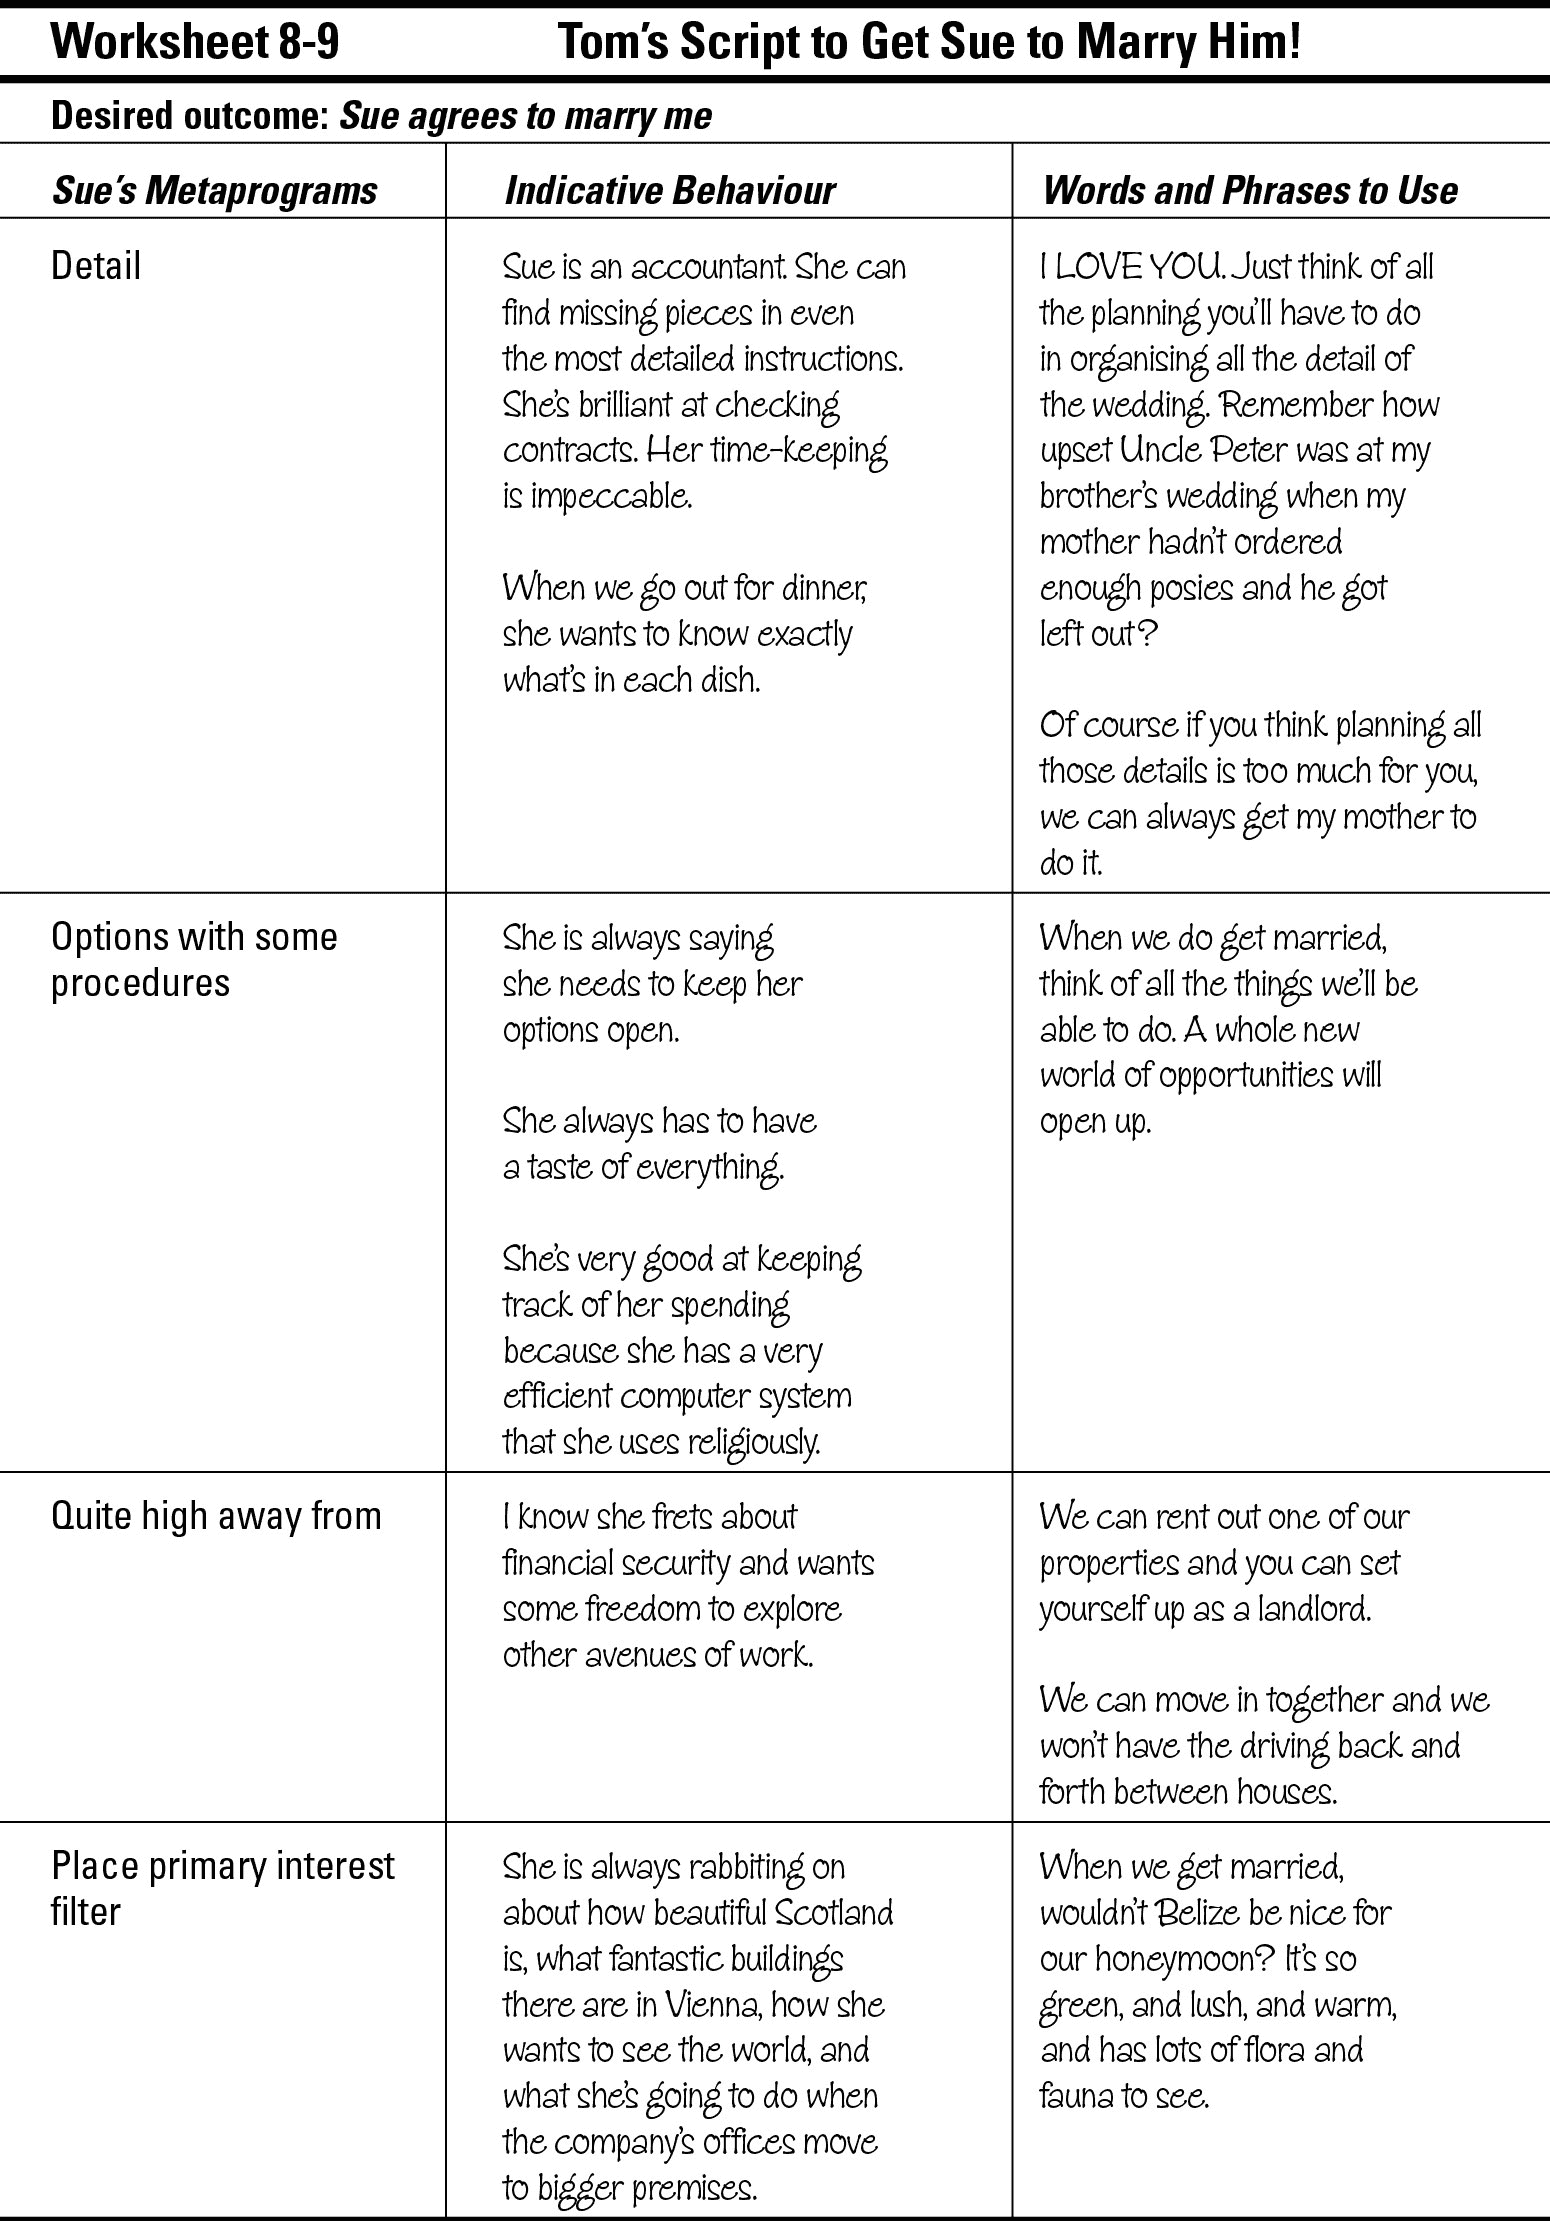 Worksheet 8-9 Tom's Script to Get Sue to Marry Him!
Desired outcome: Sue agrees to marry me
Sue's Metaprograms Indicative Behaviour Words and Phrases to Use
Detail
Sue is an accountant. She can
find missing pieces in even
the most detailed instructions.
She's brilliant at checking
contracts. Her time-keeping
is impeccable.
When we go out for dinner,
she wants to know exactly
what's in each dish.
I LOVE YOU. Just think of all
the planning you'll have to do
in organising all the detail of
the wedding. Remember how
upset Uncle Peter was at my
brother's wedding when my
mother hadn't ordered
enough posies and he got
left out?
Of course if you think planning all
those details is too much for you,
we can always get my mother to
do it.
Options with some
procedures
She is always saying
she needs to keep her
options open.
She always has to have
a taste of everything.
She's very good at keeping
track of her spending
because she has a very
efficient computer system
that she uses religiously.
When we do get married,
think of all the things we'll be
able to do. A whole new
world of opportunities will
open up.
Quite high away from
I know she frets about
financial security and wants
some freedom to explore
other avenues of work.
We can rent out one of our
properties and you can set
yourself up as a landlord.
We can move in together and we
won't have the driving back and
forth between houses.
Place primary interest
filter
She is always rabbiting on
about how beautiful Scotland
is, what fantastic buildings
there are in Vienna, how she
wants to see the world, and
what she's going to do when
the company's offices move
to bigger premises.
When we get married,
wouldn't Belize be nice for
our honeymoon? It's so
green, and lush, and warm,
and has lots of flora and
fauna to see.